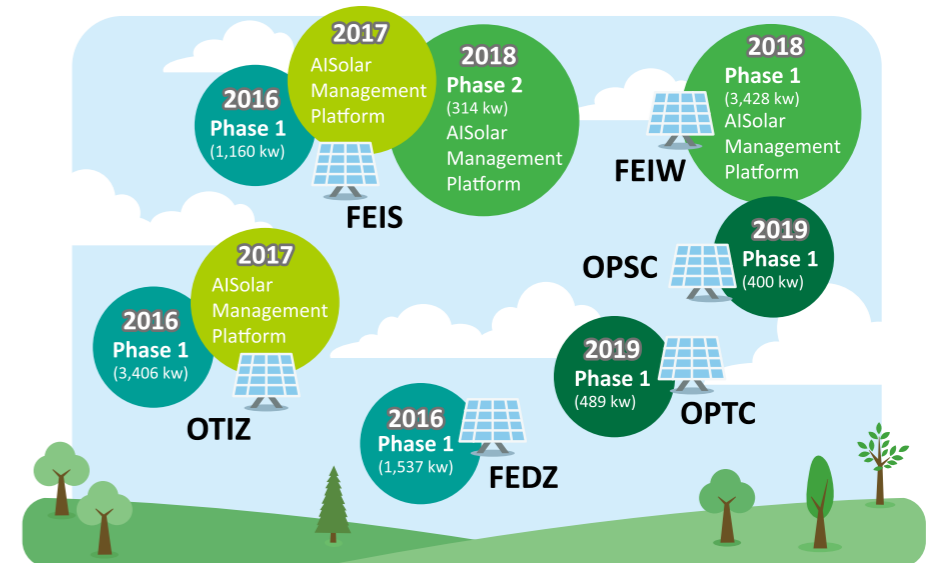 2016
Phase 1
(1,160 kw)
2017
AISolar
Management
Platform
2018
Phase 2
(314 kw)
AISolar
Management
Platform
FEIS
2018
Phase 1
(3,428 kw)
AISolar
Management
Platform
FEIW
2019
Phase 1
(400 kw)
OPSC
2016
Phase 1
(3,406 kw)
2017
AISolar
Management
Platform
OTIZ
2019
Phase 1
(489 kw)
OPTC
2016
Phase 1
(1,537 kw)
FEDZ